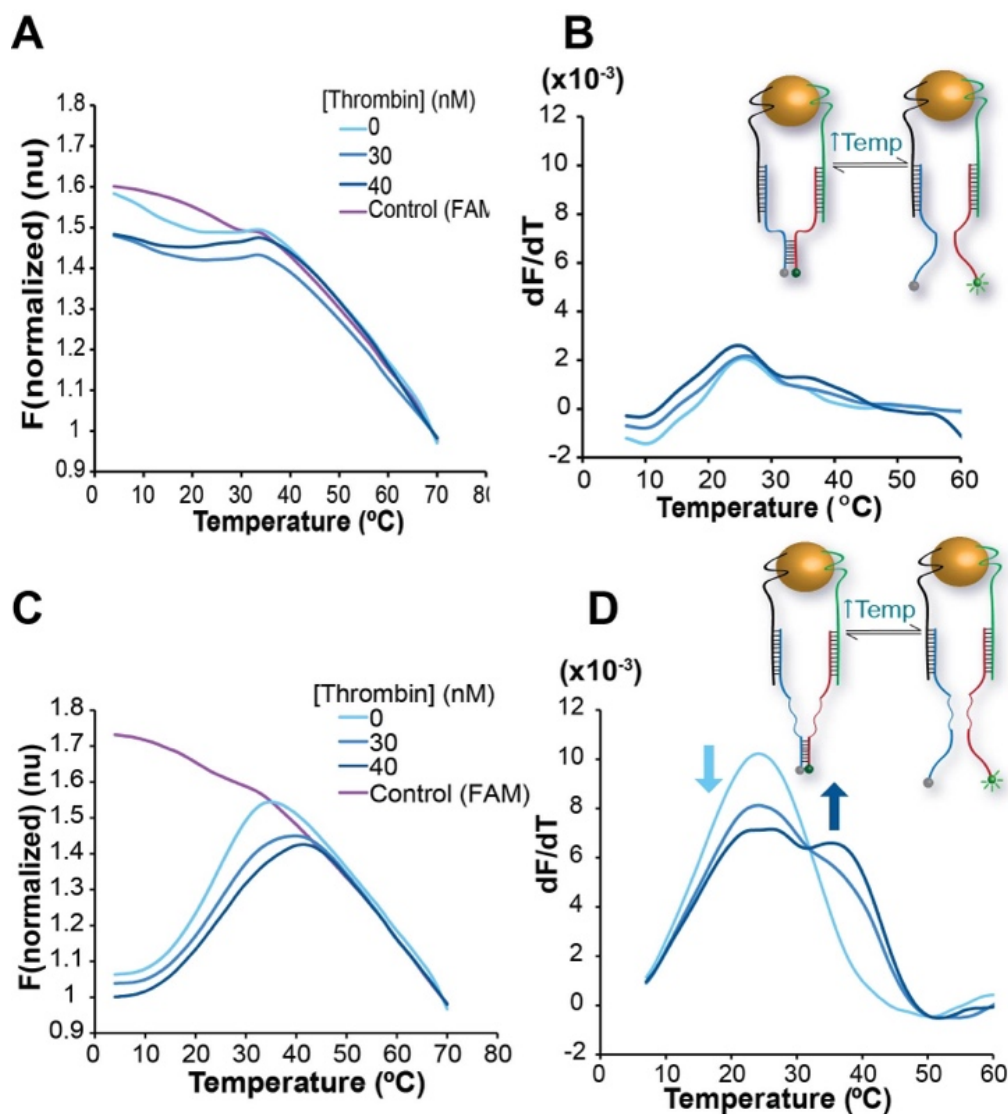 A
1.8
1.7
1.6
1.5
1.4
1.3
1.2
1.1
1
0.9
F(normalized) (nu)
[Thrombin] (nM)
0
30
40
Control (FAM
0 10 20 30 40 50 60 70 80
Temperature (ºC)
B
(x10-3)
12
10
8
6
4
2
0
-2
dF/dT
↑Temp
0 10 20 30 40 50 60
Temperature (°C)
C
1.8
1.7
1.6
1.5
1.4
1.3
1.2
1.1
1
0.9
F(normalized) (nu)
[Thrombin] (nM)
0
30
40
Control (FAM)
0 10 20 30 40 50 60 70 80
Temperature (ºC)
D
(x10-3)
12
10
8
6
4
2
0
-2
dF/dT
↑Temp
0 10 20 30 40 50 60
Temperature (ºC)